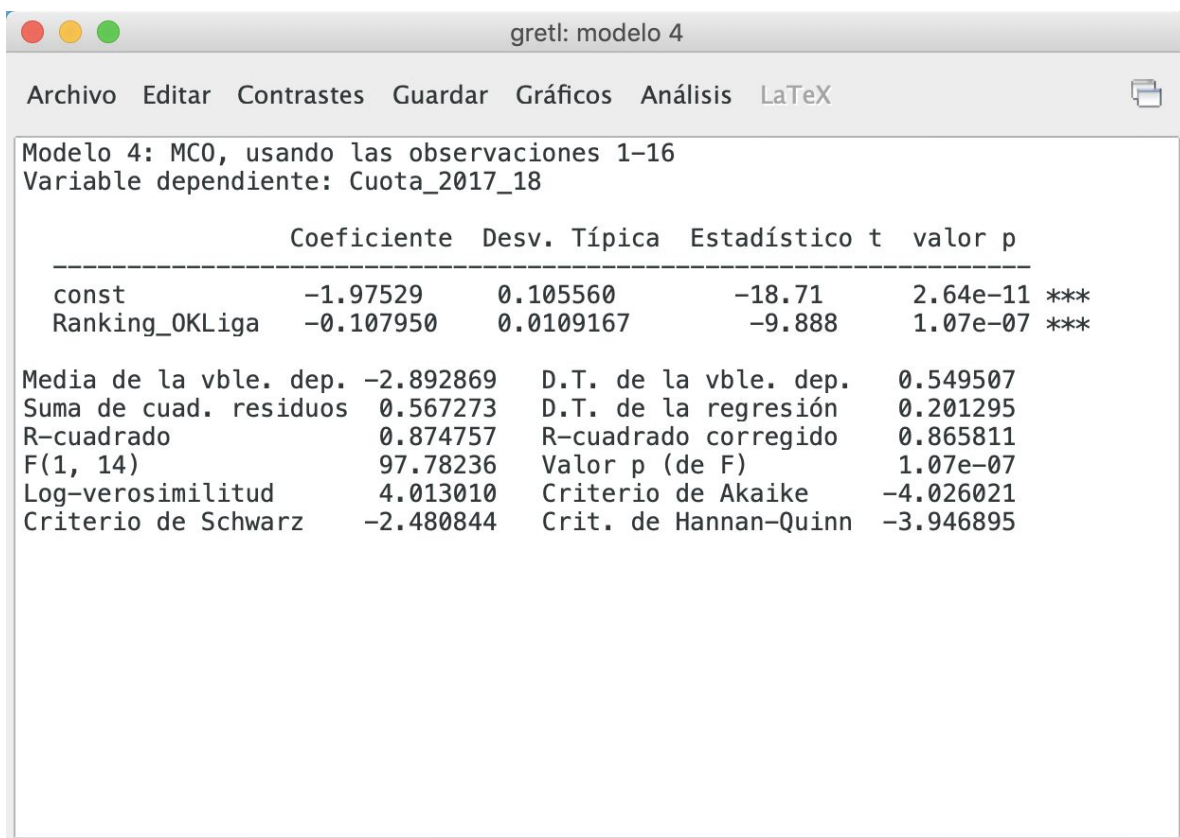 gretl: modelo 4
Archivo Editar Contrastes Guardar Gráficos Análisis LaTeX
Modelo 4: MCO, usando las observaciones 1-16
Variable dependiente: Cuota_2017_18
Coeficiente Desv. Típica Estadístico t valor p
const -1.97529 0.105560 -18.71 2.64e-11 ***
Ranking_OKLiga -0.107950 0.0109167 -9.888 1.07e-07 ***
Media de la vble. dep. -2.892869 D.T. de la vble. dep. 0.549507
Suma de cuad. residuos 0.567273 D.T. de la regresión 0.201295
R-cuadrado 0.874757 R-cuadrado corregido 0.865811
F(1, 14) 97.78236 Valor p (de F) 1.07e-07
Log-verosimilitud 4.013010 Criterio de Akaike -4.026021
Criterio de Schwarz -2.480844 Crit. de Hannan-Quinn -3.946895